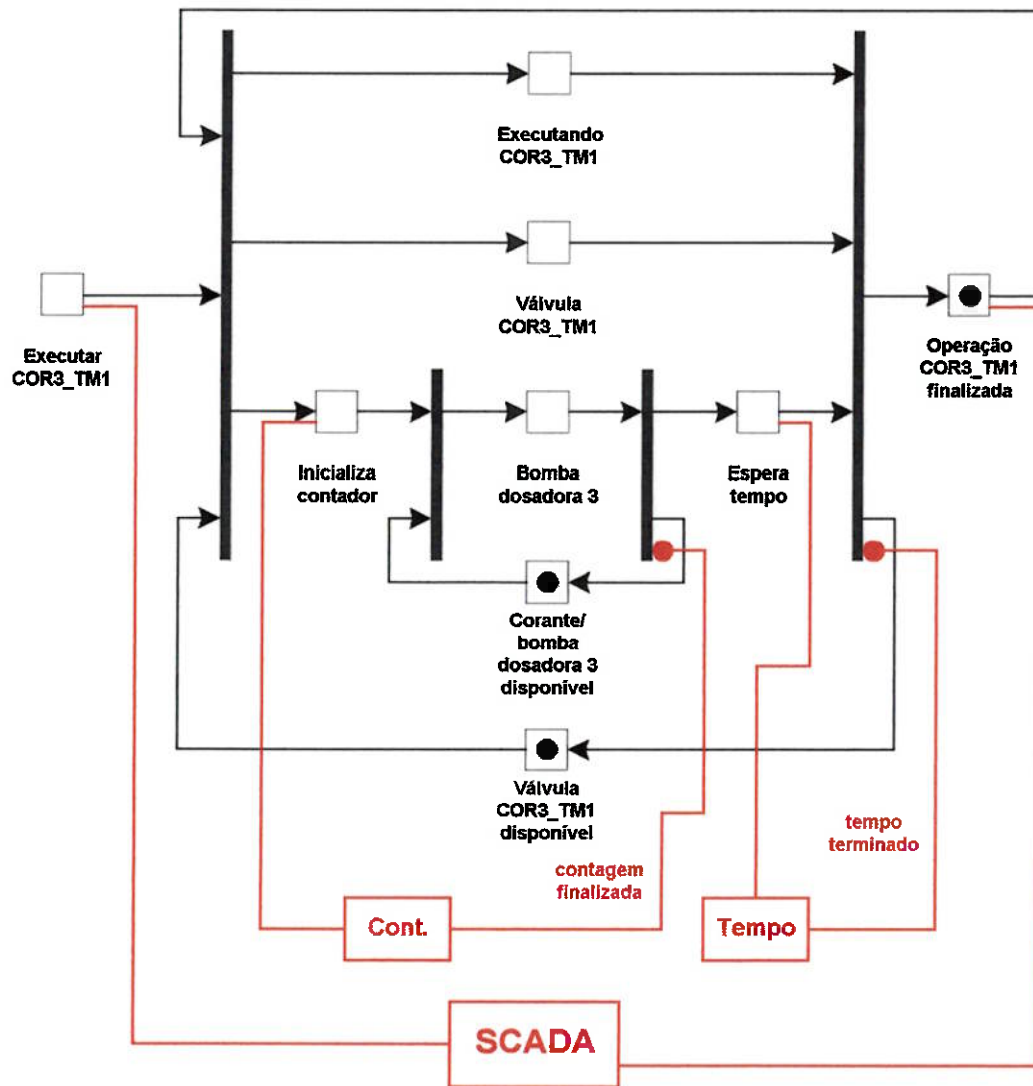 Executando
COR3_TM1
Válvula
COR3_TM1
Executar
COR3_TM1
Operação
COR3_TM1
finalizada
Inicializa
contador
Bomba
dosadora 3
Espera
tempo
Corante/
bomba
dosadora 3
disponível
Válvula
COR3_TM1
disponível
contagem
finalizada
tempo
terminado
Cont.
Tempo
SCADA